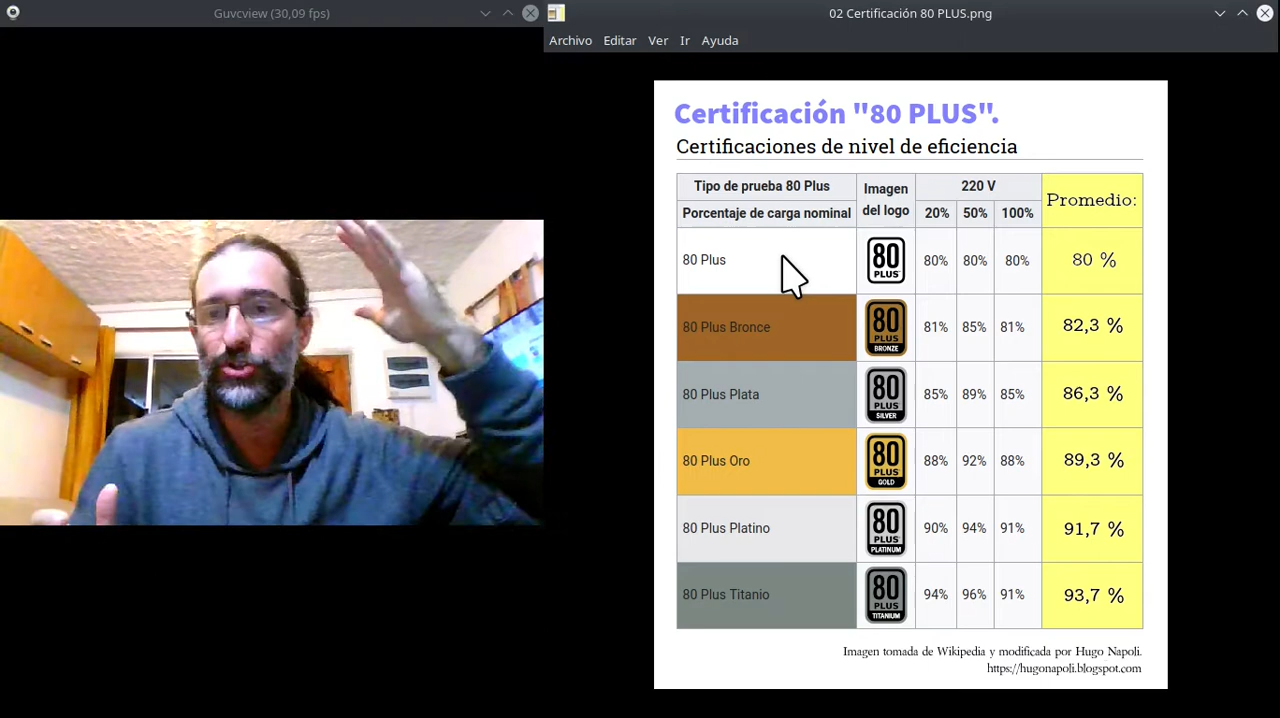 Guvcview (30,09 fps)
02 Certificación 80 PLUS.png
Archivo Editar Ver Ir Ayuda
Certificación "80 PLUS".
Certificaciones de nivel de eficiencia
Tipo de prueba 80 Plus Imagen del logo 220 V Promedio:
Porcentaje de carga nominal 20% 50% 100%
80 Plus 80 PLUS 80% 80% 80% 80 %
80 Plus Bronce 80 PLUS BRONZE 81% 85% 81% 82,3 %
80 Plus Plata 80 PLUS SILVER 85% 89% 85% 86,3 %
80 Plus Oro 80 PLUS GOLD 88% 92% 88% 89,3 %
80 Plus Platino 80 PLUS PLATINUM 90% 94% 91% 91,7 %
80 Plus Titanio 80 PLUS TITANIUM 94% 96% 91% 93,7 %
Imagen tomada de Wikipedia y modificada por Hugo Napoli.
https://hugonapoli.blogspot.com